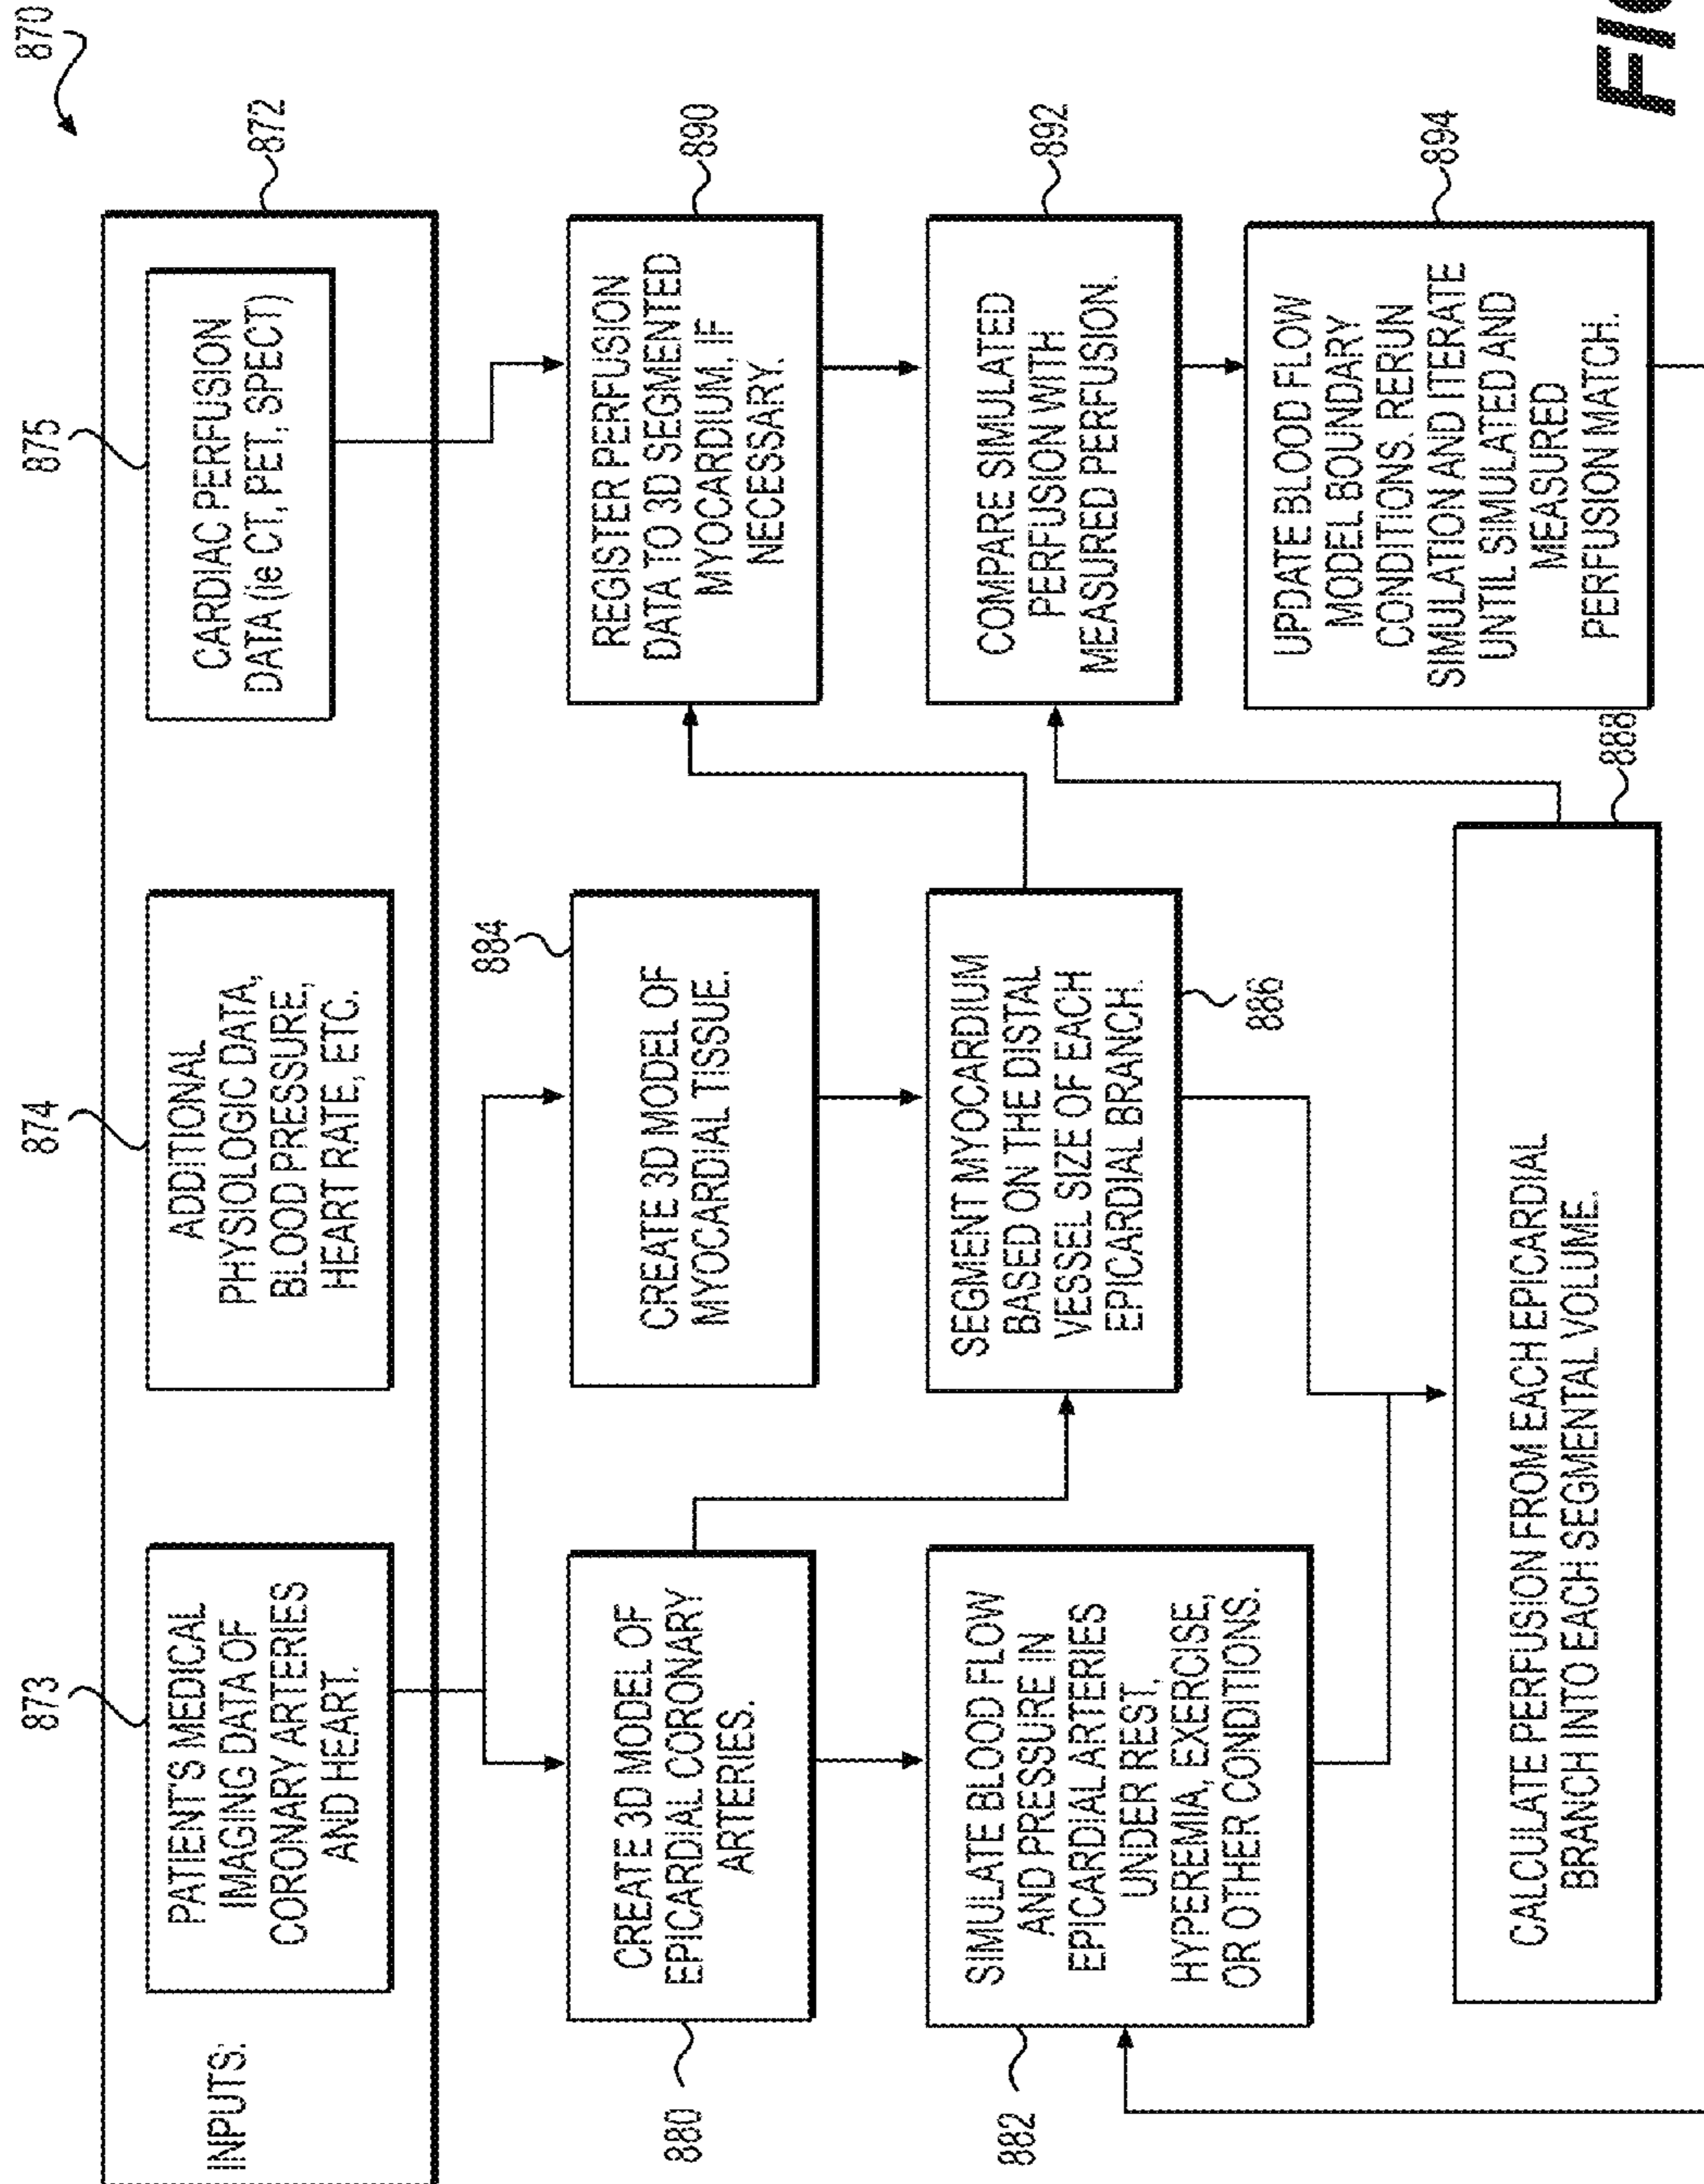 870
872
INPUTS:
873
PATIENT'S MEDICAL
IMAGING DATA OF
CORONARY ARTERIES
AND HEART.
874
ADDITIONAL
PHYSIOLOGIC DATA,
BLOOD PRESSURE,
HEART RATE, ETC.
875
CARDIAC PERFUSION
DATA (ie CT, PET, SPECT)
880
CREATE 3D MODEL OF
EPICARDIAL CORONARY
ARTERIES.
884
CREATE 3D MODEL OF
MYOCARDIAL TISSUE.
890
REGISTER PERFUSION
DATA TO 3D SEGMENTED
MYOCARDIUM, IF
NECESSARY.
882
SIMULATE BLOOD FLOW
AND PRESSURE IN
EPICARDIAL ARTERIES
UNDER REST,
HYPEREMIA, EXERCISE,
OR OTHER CONDITIONS.
SEGMENT MYOCARDIUM
BASED ON THE DISTAL
VESSEL SIZE OF EACH
EPICARDIAL BRANCH.
886
892
COMPARE SIMULATED
PERFUSION WITH
MEASURED PERFUSION.
CALCULATE PERFUSION FROM EACH EPICARDIAL
BRANCH INTO EACH SEGMENTAL VOLUME.
888
894
UPDATE BLOOD FLOW
MODEL BOUNDARY
CONDITIONS. RERUN
SIMULATION AND ITERATE
UNTIL SIMULATED AND
MEASURED
PERFUSION MATCH.